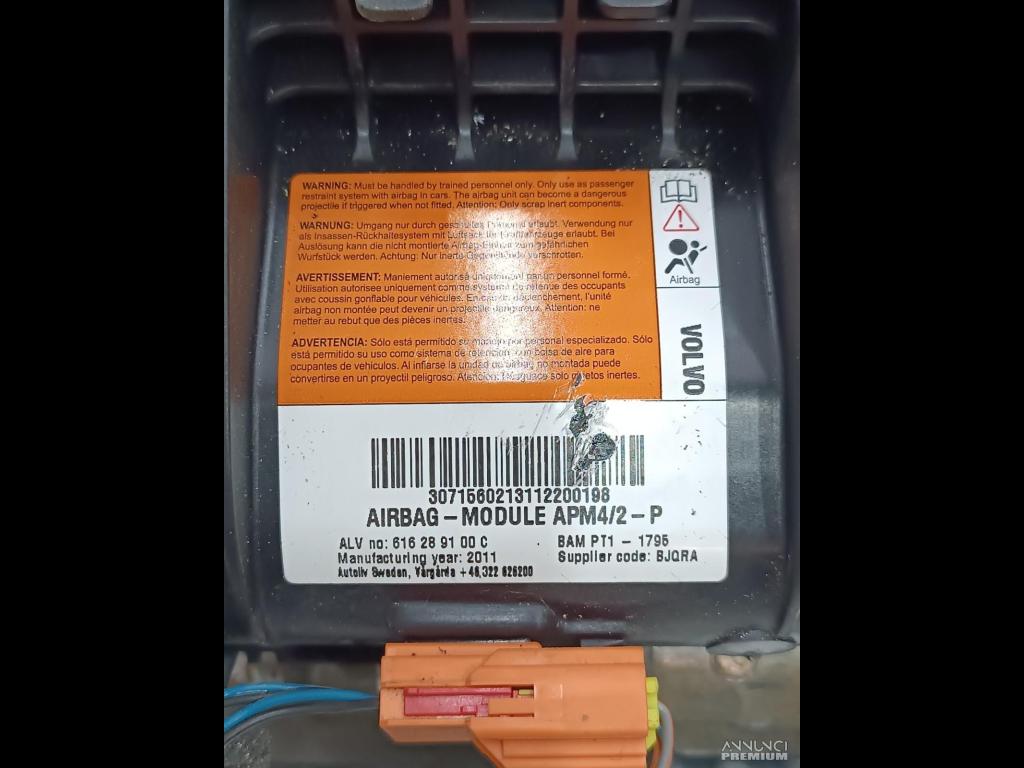 WARNING: Must be handled by trained personnel only. Only use as passenger
restraint system with airbag in cars. The airbag unit can become a dangerous
projectile if triggered when not fitted. Attention: Only scrap inert components.
WARNUNG: Umgang nur durch geschultes Personal erlaubt. Verwendung nur
als Insassen-Rückhaltesystem mit Luftsack für Kraftfahrzeuge erlaubt. Bei
Auslösung kann die nicht montierte Airbag-Einheit zum gefährlichen
Wurfstück werden. Achtung: Nur inerte Gegenstände verschrotten.
AVERTISSEMENT: Maniement autorisé uniquement par un personnel formé.
Utilisation autorisee uniquement comme système de retenue des occupants
avec coussin gonflable pour véhicules. En cas de déclenchement, l'unité
airbag non montée peut devenir un projectile dangereux. Attention: ne
metter au rebut que des pièces inertes.
ADVERTENCIA: Sólo está permitido su manejo por personal especializado. Sólo
está permitido su uso como sistema de retención con bolsa de aire para
ocupantes de vehiculos. Al infiarse la unidad de airbag no montada puede
convertirse en un proyectil peligroso. Atención: Desguace solo objetos inertes.
Airbag
VOLVO
3071560213112200198
AIRBAG-MODULE APM4/2-P
ALV no: 616 28 91 00 C
BAM PT1 - 1795
Manufacturing year: 2011
Supplier code: BJQRA
Autoliv Sweden, Vårgårda +46,322 626200
ANNUNCI
PREMIUM